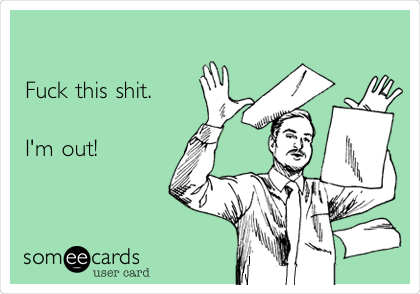 Fuck this shit.
I'm out!
someecards
user card